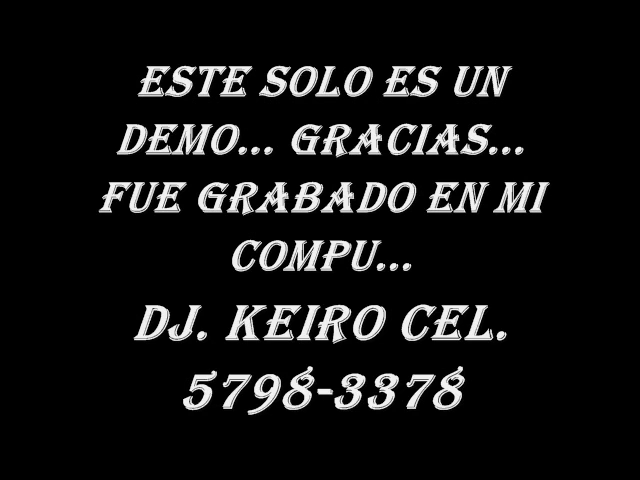 ESTE SOLO ES UN
DEMO... GRACIAS...
FUE GRABADO EN MI
COMPU...
DJ. KEIRO CEL.
5798-3378